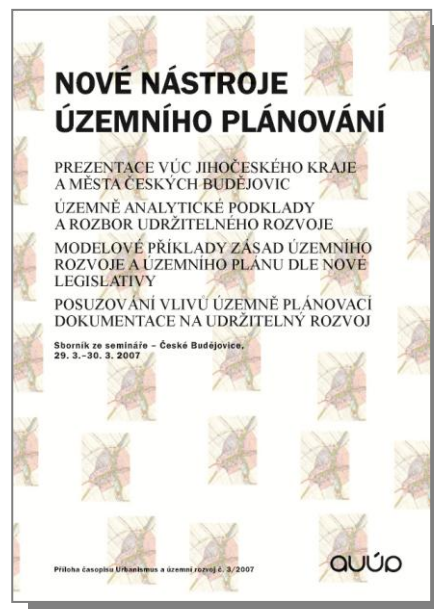 NOVÉ NÁSTROJE
ÚZEMNÍHO PLÁNOVÁNÍ
PREZENTACE VÚC JIHOČESKÉHO KRAJE
A MĚSTA ČESKÝCH BUDĚJOVIC
ÚZEMNĚ ANALYTICKÉ PODKLADY
A ROZBOR UDRŽITELNÉHO ROZVOJE
MODELOVÉ PŘÍKLADY ZÁSAD ÚZEMNÍHO
ROZVOJE A ÚZEMNÍHO PLÁNU DLE NOVÉ
LEGISLATIVY
POSUZOVÁNÍ VLIVŮ ÚZEMNĚ PLÁNOVACÍ
DOKUMENTACE NA UDRŽITELNÝ ROZVOJ
Sborník ze semináře – České Budějovice,
29. 3.–30. 3. 2007
Příloha časopisu Urbanismus a územní rozvoj č. 3/2007
auúp